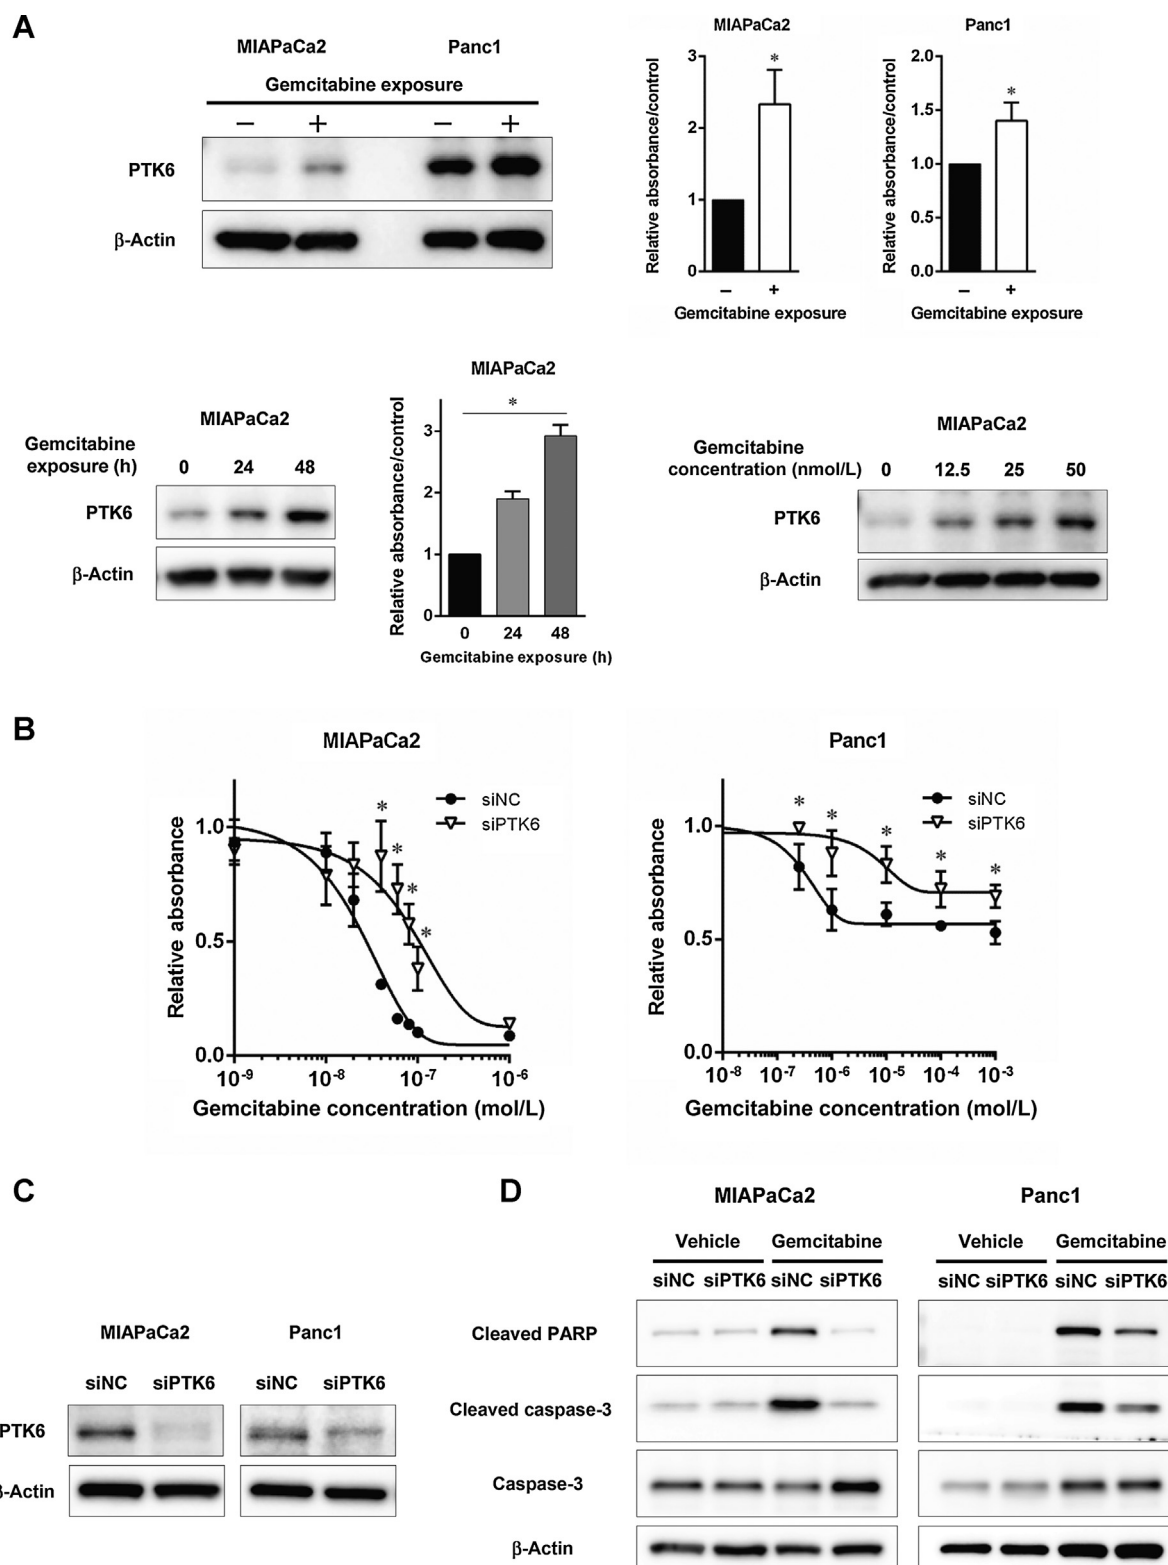 A
MIAPaCa2 Panc1
Gemcitabine exposure
− + − +
PTK6
β-Actin
MIAPaCa2
Relative absorbance/control
3
2
1
0
*
− +
Gemcitabine exposure
Panc1
Relative absorbance/control
2.0
1.5
1.0
0.5
0.0
*
− +
Gemcitabine exposure
MIAPaCa2
Gemcitabine
exposure (h) 0 24 48
PTK6
β-Actin
MIAPaCa2
Relative absorbance/control
3
2
1
0
*
0 24 48
Gemcitabine exposure (h)
MIAPaCa2
Gemcitabine
concentration (nmol/L) 0 12.5 25 50
PTK6
β-Actin
B
MIAPaCa2
siNC
siPTK6
Relative absorbance
1.0
0.5
0.0
* * * *
10-9 10-8 10-7 10-6
Gemcitabine concentration (mol/L)
Panc1
siNC
siPTK6
Relative absorbance
1.0
0.5
0.0
* * * * *
10-8 10-7 10-6 10-5 10-4 10-3
Gemcitabine concentration (mol/L)
C
MIAPaCa2 Panc1
siNC siPTK6 siNC siPTK6
PTK6
β-Actin
D
MIAPaCa2 Panc1
Vehicle Gemcitabine Vehicle Gemcitabine
siNC siPTK6 siNC siPTK6 siNC siPTK6 siNC siPTK6
Cleaved PARP
Cleaved caspase-3
Caspase-3
β-Actin